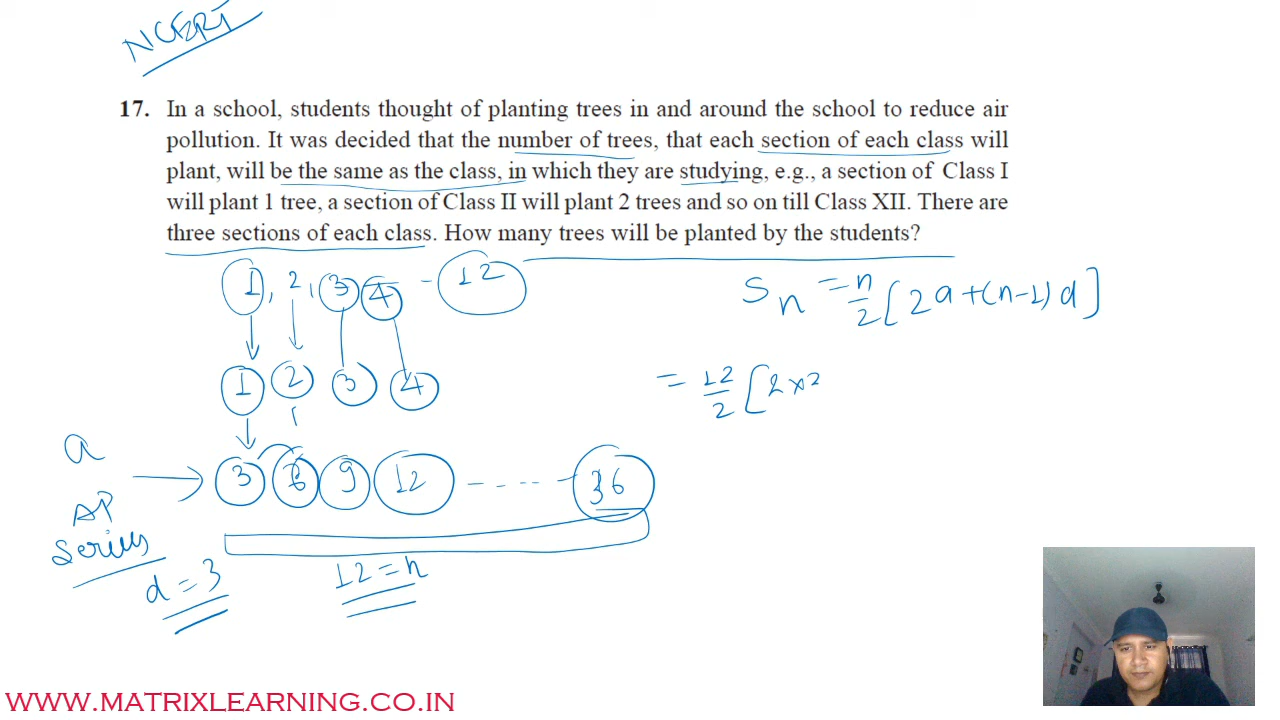 NCERT
17. In a school, students thought of planting trees in and around the school to reduce air
pollution. It was decided that the number of trees, that each section of each class will
plant, will be the same as the class, in which they are studying, e.g., a section of Class I
will plant 1 tree, a section of Class II will plant 2 trees and so on till Class XII. There are
three sections of each class. How many trees will be planted by the students?
1, 2, 3 4 - 12
Sn = n/2 [2a+(n-1)d]
1 2 3 4
= 12/2 [2×2
a
3 6 9 12 ----- 36
AP
Series
d = 3
12 = n
WWW.MATRIXLEARNING.CO.IN